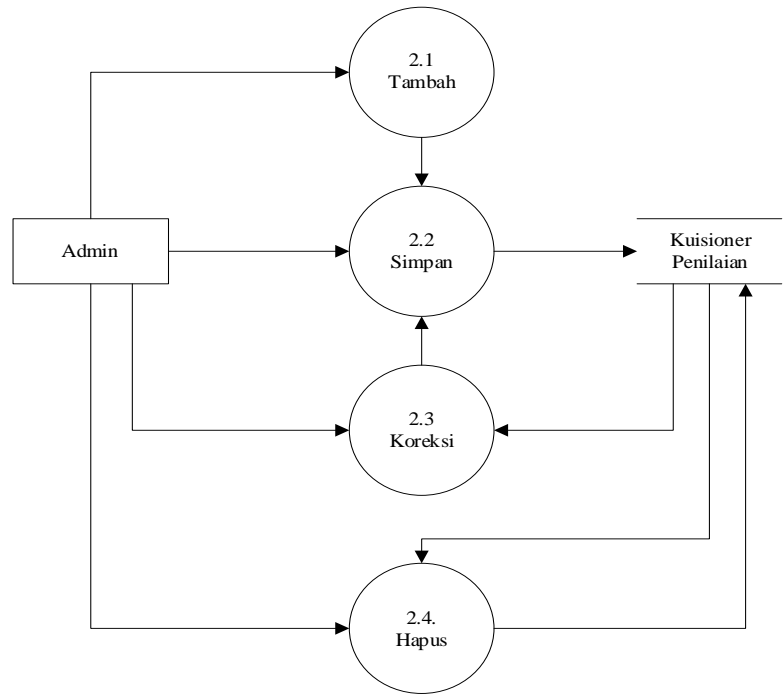 2.1
Tambah
Admin
2.2
Simpan
Kuisioner
Penilaian
2.3
Koreksi
2.4.
Hapus